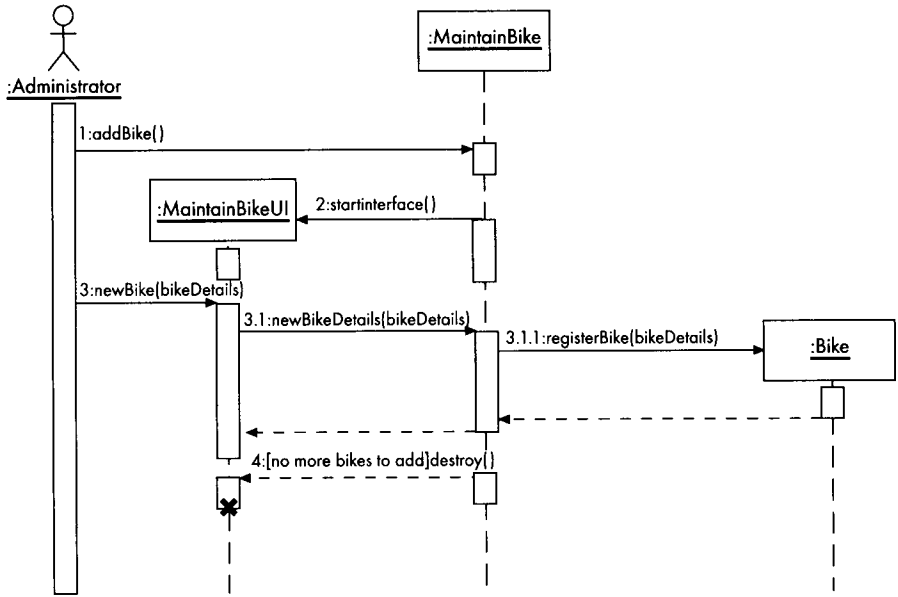 :MaintainBike
:Administrator
1:addBike()
:MaintainBikeUI
2:startinterface()
3:newBike(bikeDetails)
3.1:newBikeDetails(bikeDetails)
3.1.1:registerBike(bikeDetails)
:Bike
4:[no more bikes to add]destroy()